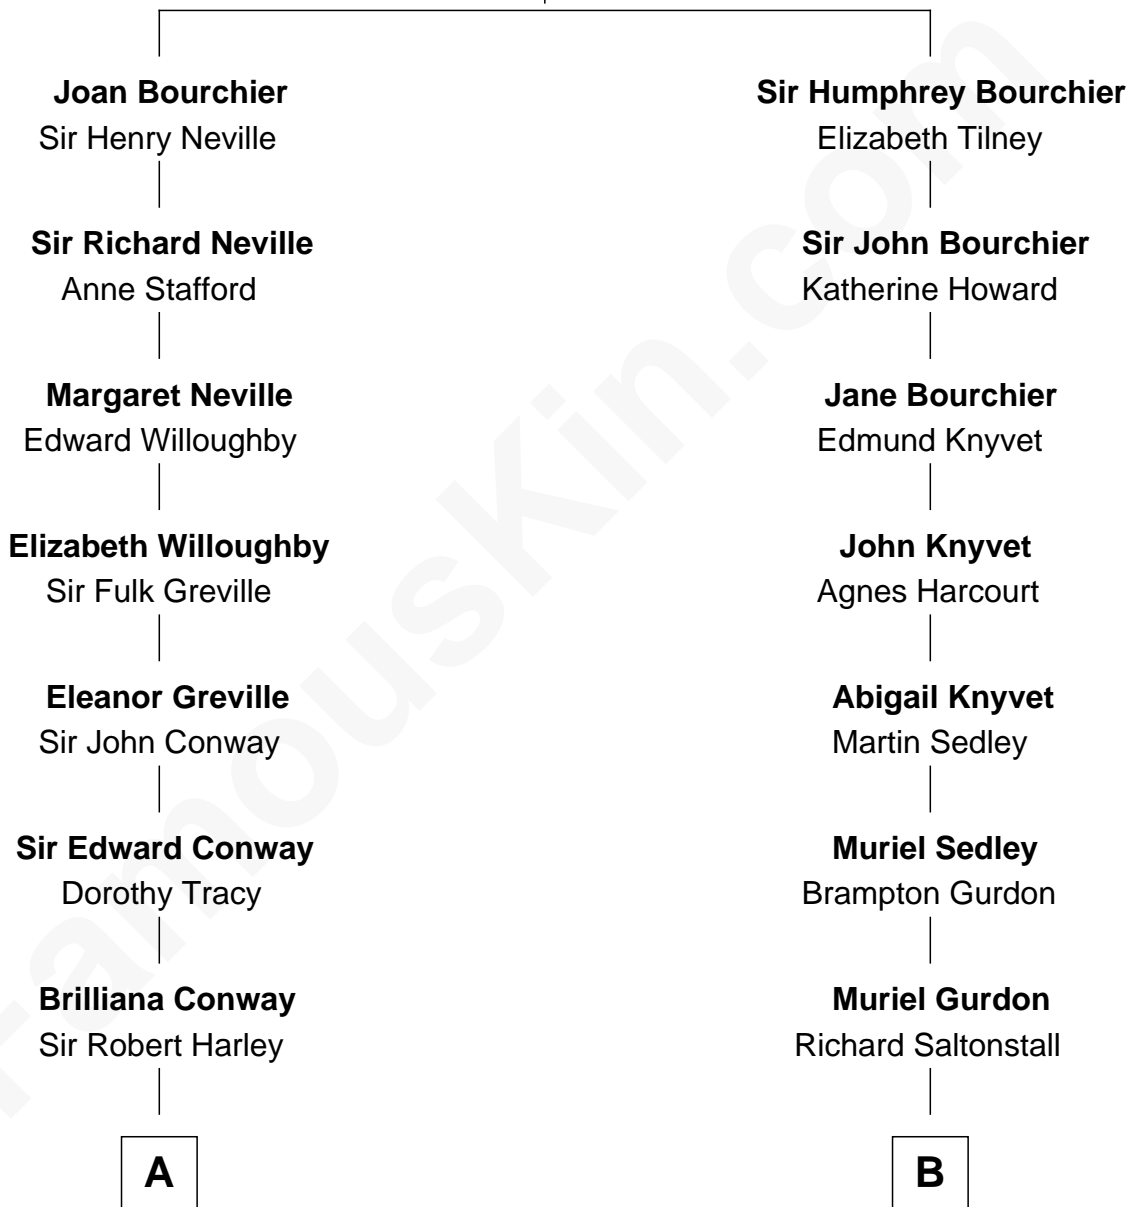 Joan Bourchier
Sir Henry Neville
Sir Richard Neville
Anne Stafford
Margaret Neville
Edward Willoughby
Elizabeth Willoughby
Sir Fulk Greville
Eleanor Greville
Sir John Conway
Sir Edward Conway
Dorothy Tracy
Brilliana Conway
Sir Robert Harley
A
Sir Humphrey Bourchier
Elizabeth Tilney
Sir John Bourchier
Katherine Howard
Jane Bourchier
Edmund Knyvet
John Knyvet
Agnes Harcourt
Abigail Knyvet
Martin Sedley
Muriel Sedley
Brampton Gurdon
Muriel Gurdon
Richard Saltonstall
B
FamousKin.com